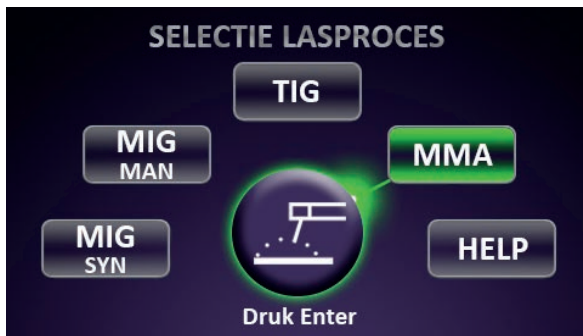 SELECTIE LASPROCES
TIG
MIG
MAN
MMA
MIG
SYN
HELP
Druk Enter